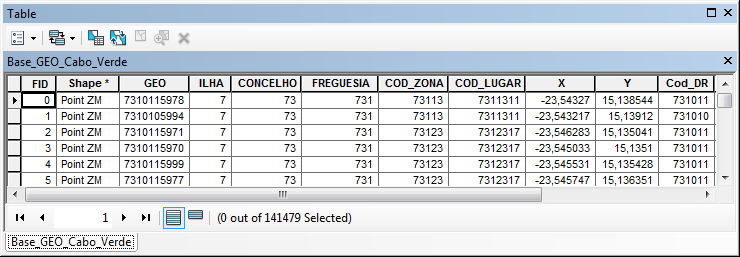 Table
Base_GEO_Cabo_Verde
FID Shape * GEO ILHA CONCELHO FREGUESIA COD_ZONA COD_LUGAR X Y Cod_DR
0 Point ZM 7310115978 7 73 731 73113 7311311 -23,54327 15,138544 731011
1 Point ZM 7310105994 7 73 731 73113 7311311 -23,543217 15,13912 731010
2 Point ZM 7310115971 7 73 731 73123 7312317 -23,546283 15,135041 731011
3 Point ZM 7310115970 7 73 731 73123 7312317 -23,545033 15,1351 731011
4 Point ZM 7310115999 7 73 731 73123 7312317 -23,545531 15,135428 731011
5 Point ZM 7310115977 7 73 731 73123 7312317 -23,545747 15,136351 731011
1 (0 out of 141479 Selected)
Base_GEO_Cabo_Verde